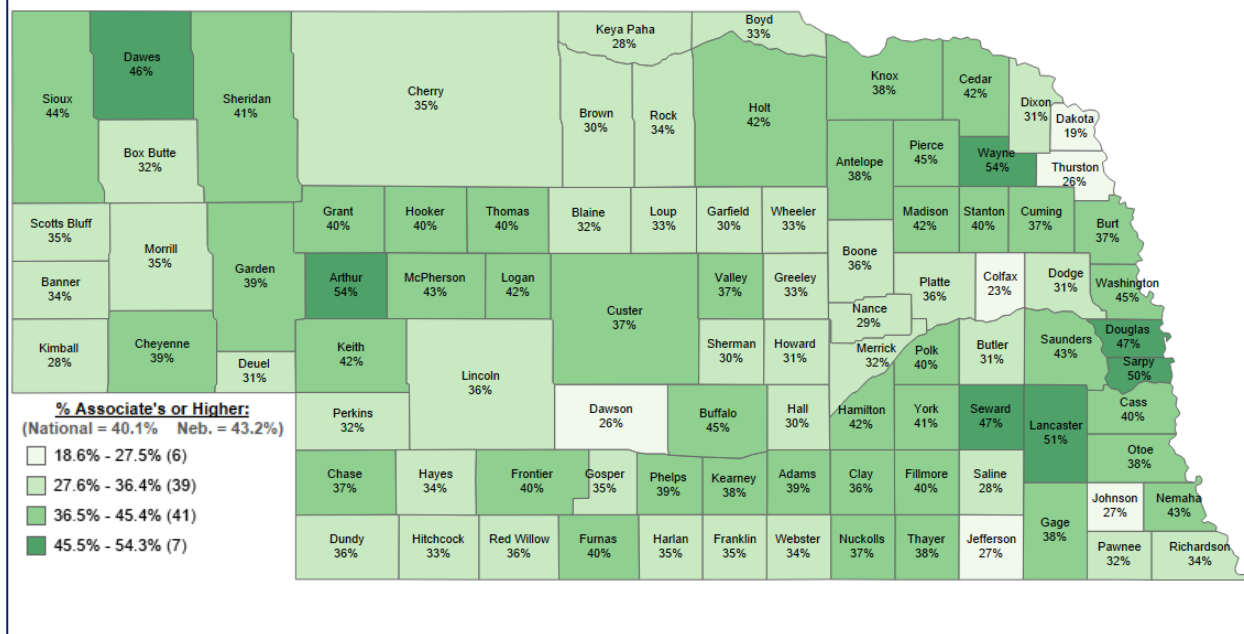 Dawes
46%
Sioux
44%
Sheridan
41%
Box Butte
32%
Cherry
35%
Keya Paha
28%
Boyd
33%
Brown
30%
Rock
34%
Holt
42%
Knox
38%
Cedar
42%
Dixon
31%
Dakota
19%
Antelope
38%
Pierce
45%
Wayne
54%
Thurston
26%
Scotts Bluff
35%
Morrill
35%
Garden
39%
Grant
40%
Hooker
40%
Thomas
40%
Blaine
32%
Loup
33%
Garfield
30%
Wheeler
33%
Boone
36%
Madison
42%
Stanton
40%
Cuming
37%
Burt
37%
Banner
34%
Arthur
54%
McPherson
43%
Logan
42%
Custer
37%
Valley
37%
Greeley
33%
Nance
29%
Platte
36%
Colfax
23%
Dodge
31%
Washington
45%
Kimball
28%
Cheyenne
39%
Deuel
31%
Keith
42%
Lincoln
36%
Sherman
30%
Howard
31%
Merrick
32%
Polk
40%
Butler
31%
Saunders
43%
Douglas
47%
Sarpy
50%
Perkins
32%
Dawson
26%
Buffalo
45%
Hall
30%
Hamilton
42%
York
41%
Seward
47%
Lancaster
51%
Cass
40%
Otoe
38%
Chase
37%
Hayes
34%
Frontier
40%
Gosper
35%
Phelps
39%
Kearney
38%
Adams
39%
Clay
36%
Fillmore
40%
Saline
28%
Gage
38%
Johnson
27%
Nemaha
43%
Dundy
36%
Hitchcock
33%
Red Willow
36%
Furnas
40%
Harlan
35%
Franklin
35%
Webster
34%
Nuckolls
37%
Thayer
38%
Jefferson
27%
Pawnee
32%
Richardson
34%
% Associate's or Higher:
(National = 40.1% Neb. = 43.2%)
18.6% - 27.5% (6)
27.6% - 36.4% (39)
36.5% - 45.4% (41)
45.5% - 54.3% (7)